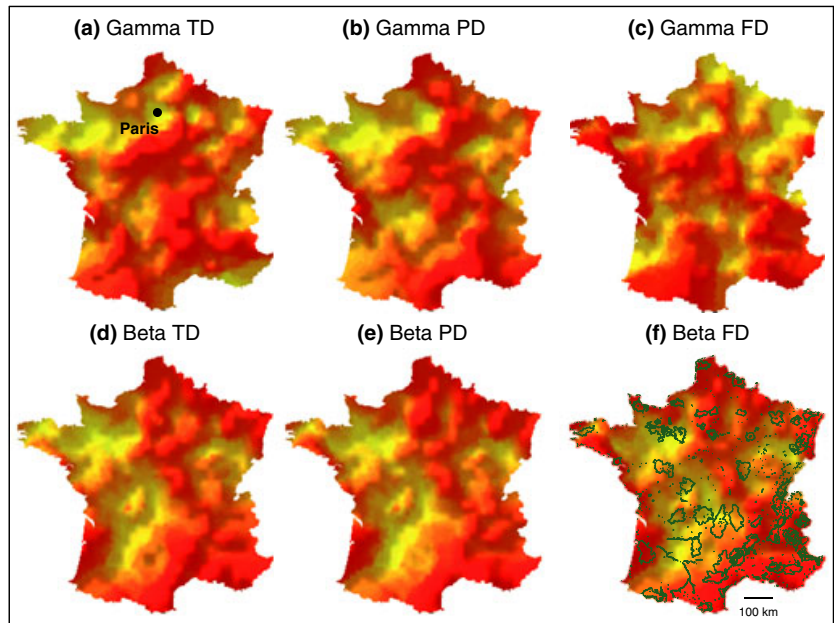 (a) Gamma TD
(b) Gamma PD
(c) Gamma FD
Paris
(d) Beta TD
(e) Beta PD
(f) Beta FD
100 km